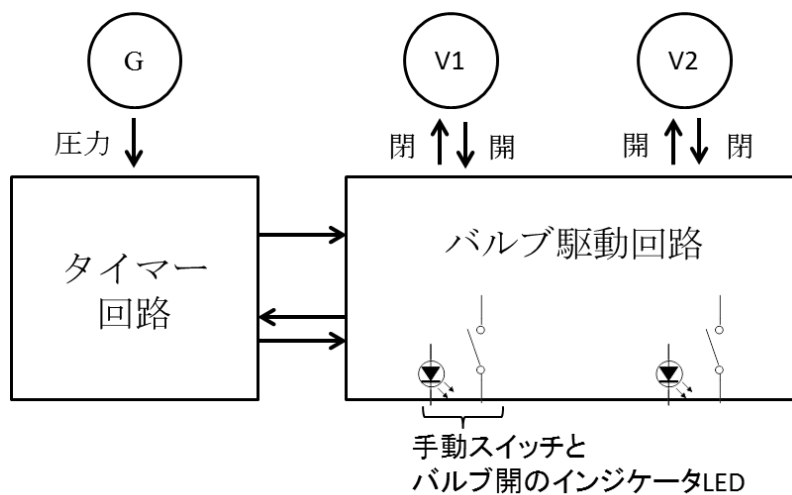 G
V1
V2
圧力
閉
開
開
閉
タイマー
回路
バルブ駆動回路
手動スイッチと
バルブ開のインジケータLED